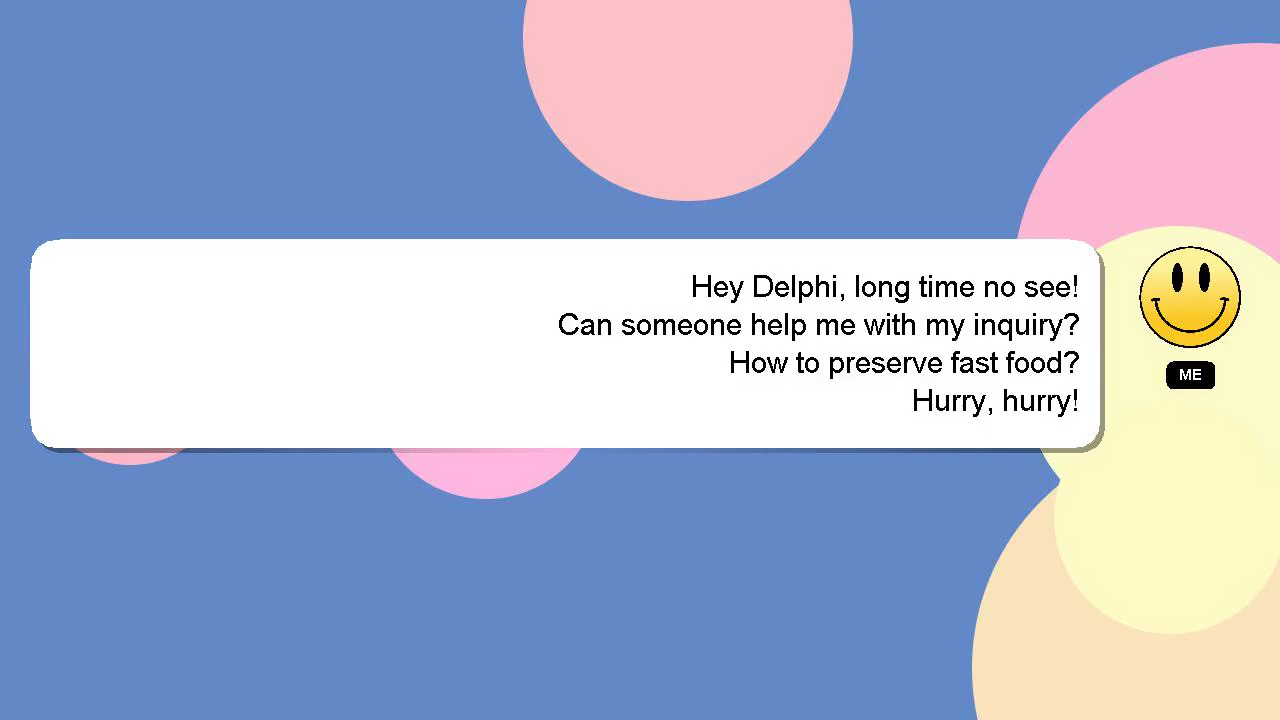 Hey Delphi, long time no see!
Can someone help me with my inquiry?
How to preserve fast food?
Hurry, hurry!
ME